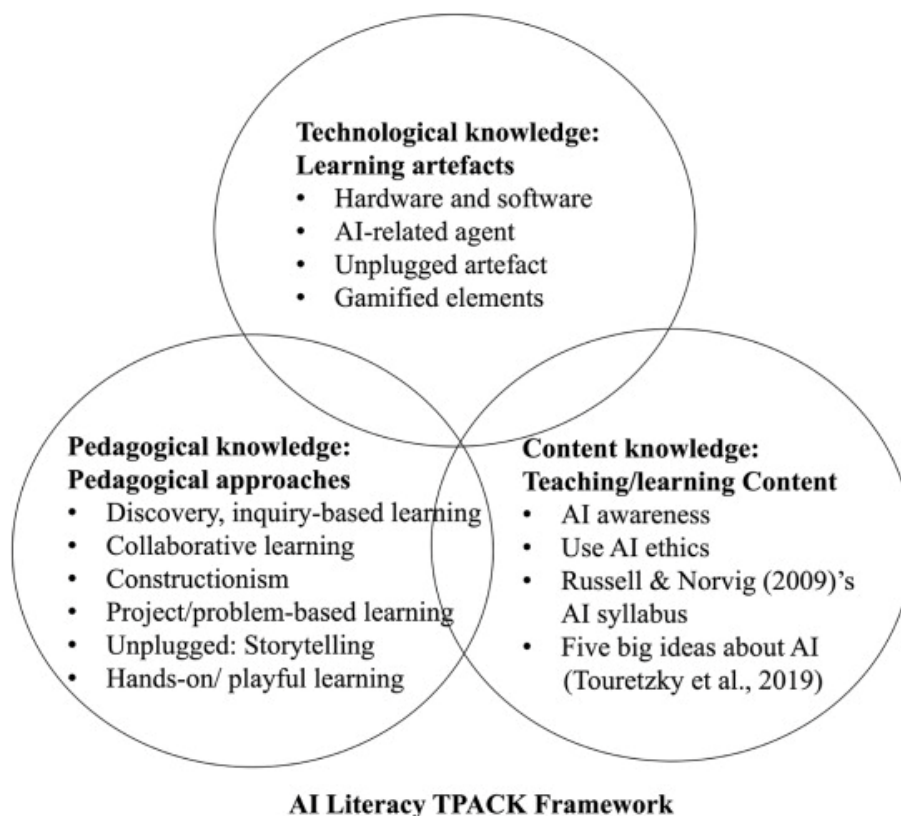 Technological knowledge:
Learning artefacts
• Hardware and software
• AI-related agent
• Unplugged artefact
• Gamified elements
Pedagogical knowledge:
Pedagogical approaches
• Discovery, inquiry-based learning
• Collaborative learning
• Constructionism
• Project/problem-based learning
• Unplugged: Storytelling
• Hands-on/ playful learning
Content knowledge:
Teaching/learning Content
• AI awareness
• Use AI ethics
• Russell & Norvig (2009)'s
AI syllabus
• Five big ideas about AI
(Touretzky et al., 2019)
AI Literacy TPACK Framework